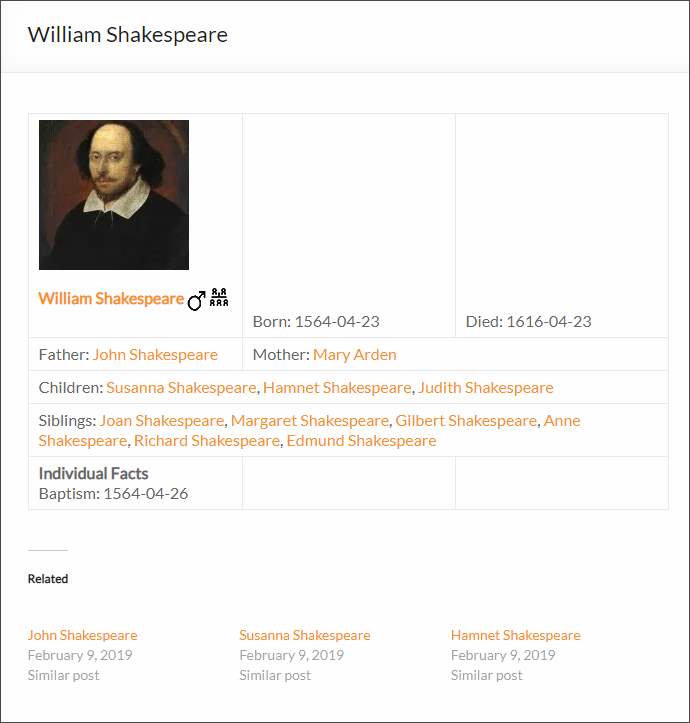 William Shakespeare
William Shakespeare
Born: 1564-04-23
Died: 1616-04-23
Father: John Shakespeare
Mother: Mary Arden
Children: Susanna Shakespeare, Hamnet Shakespeare, Judith Shakespeare
Siblings: Joan Shakespeare, Margaret Shakespeare, Gilbert Shakespeare, Anne
Shakespeare, Richard Shakespeare, Edmund Shakespeare
Individual Facts
Baptism: 1564-04-26
Related
John Shakespeare
February 9, 2019
Similar post
Susanna Shakespeare
February 9, 2019
Similar post
Hamnet Shakespeare
February 9, 2019
Similar post